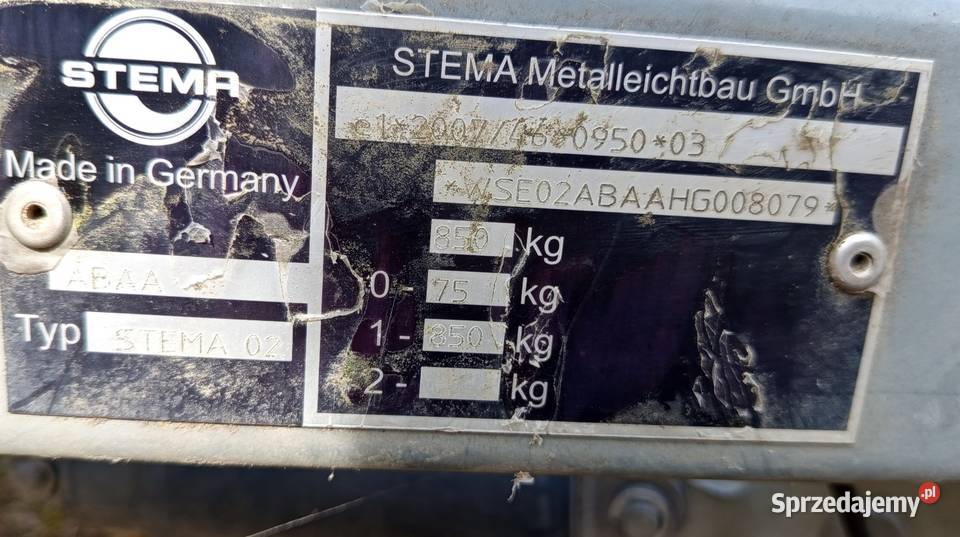 STEMA
Made in Germany
ABAA
Typ STEMA 02
STEMA Metalleichtbau GmbH
e1*2007/46*0950*03
*WSE02ABAAHG008079*
850 kg
0 - 75 kg
1 - 850 kg
2 - kg
Sprzedajemy.pl